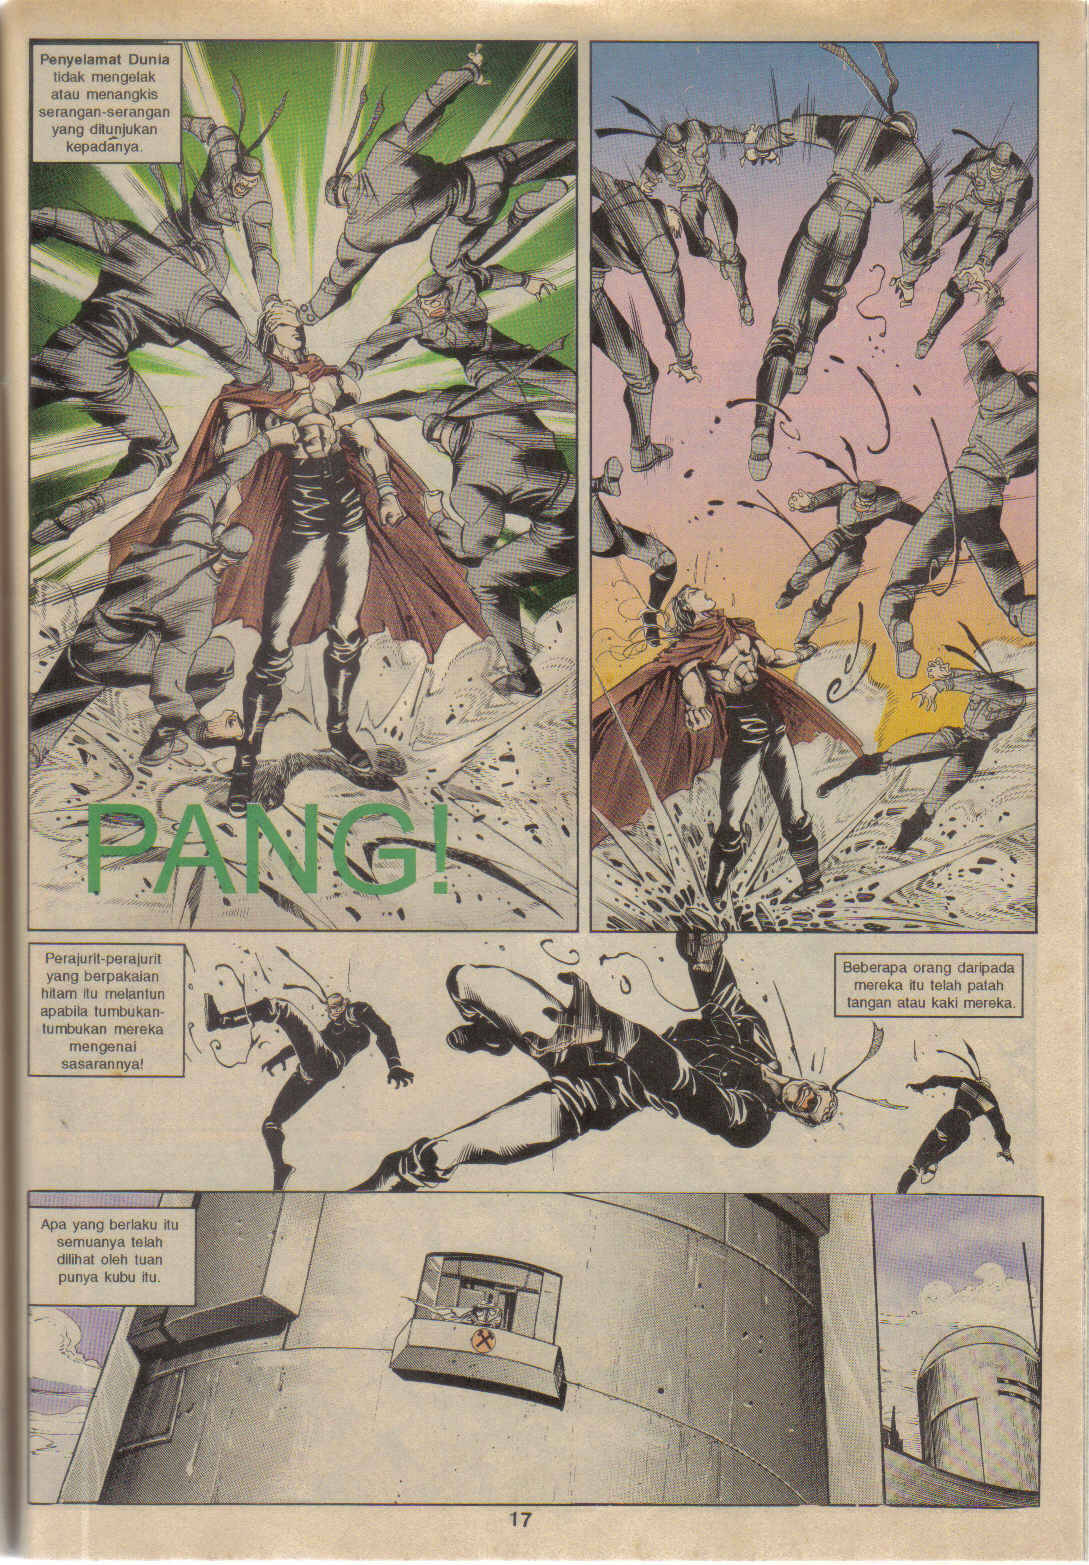 Penyelamat Dunia
tidak mengelak
atau menangkis
serangan-serangan
yang ditunjukan
kepadanya.
PANG!
Perajurit-perajurit
yang berpakaian
hitam itu melantun
apabila tumbukan-
tumbukan mereka
mengenai
sasarannya!
Beberapa orang daripada
mereka itu telah patah
tangan atau kaki mereka.
Apa yang berlaku itu
semuanya telah
dilihat oleh tuan
punya kubu itu.
17